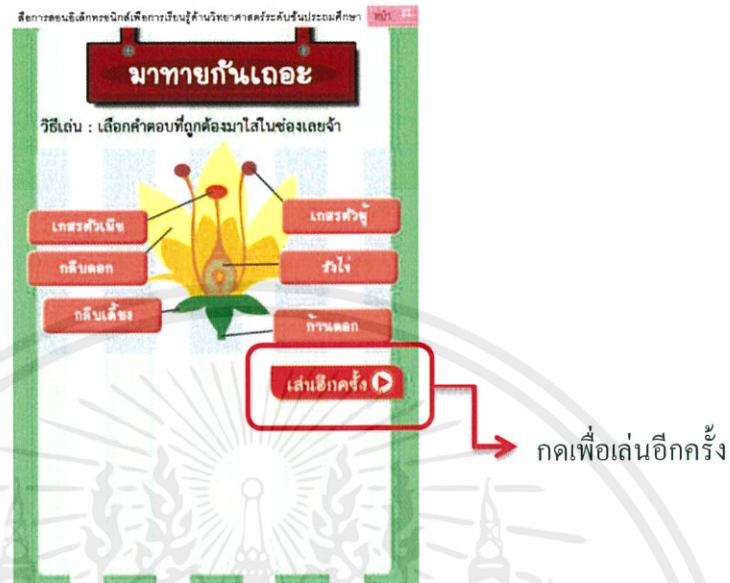 สื่อการสอนอิเล็กทรอนิกส์เพื่อการเรียนรู้ด้านวิทยาศาสตร์ระดับชั้นประถมศึกษา หน้า
มาทายกันเถอะ
วิธีเล่น : เลือกคำตอบที่ถูกต้องมาใส่ในช่องเลยจ้า
เกสรตัวเมีย
เกสรตัวผู้
กลีบดอก
รังไข่
กลีบเลี้ยง
ก้านดอก
เล่นอีกครั้ง
กดเพื่อเล่นอีกครั้ง